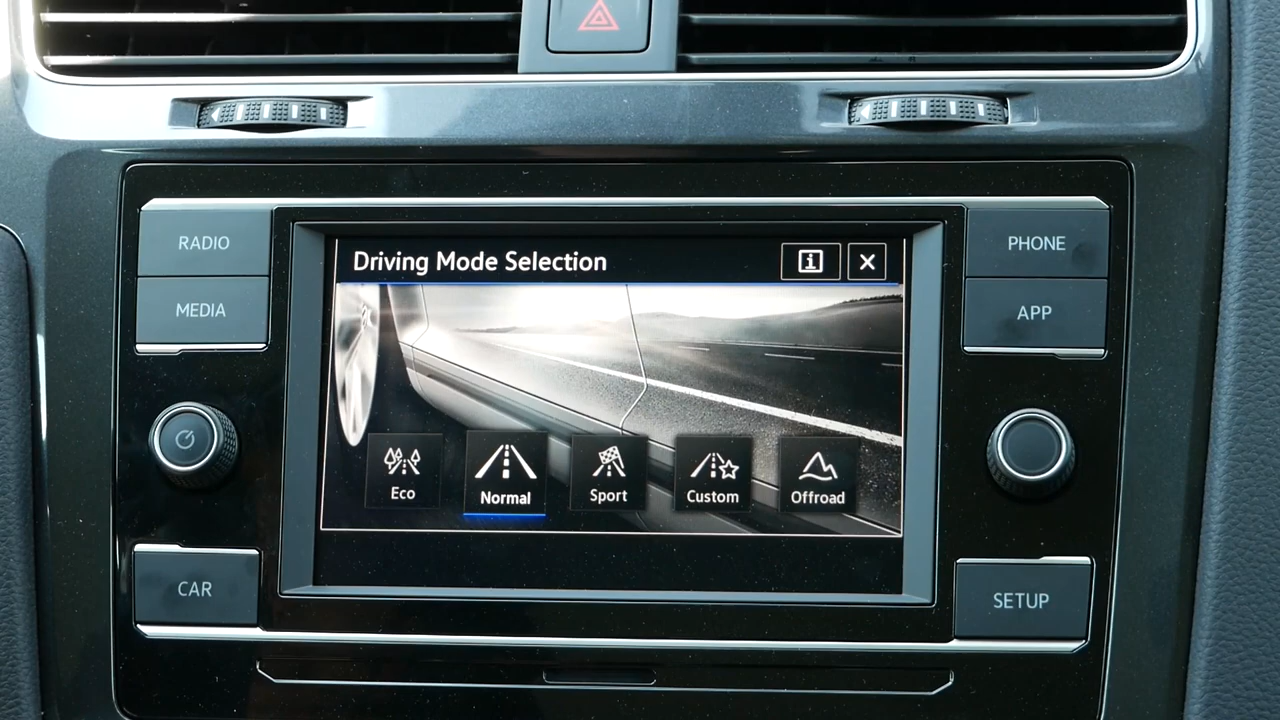 RADIO
MEDIA
CAR
Driving Mode Selection
i
X
Eco
Normal
Sport
Custom
Offroad
PHONE
APP
SETUP